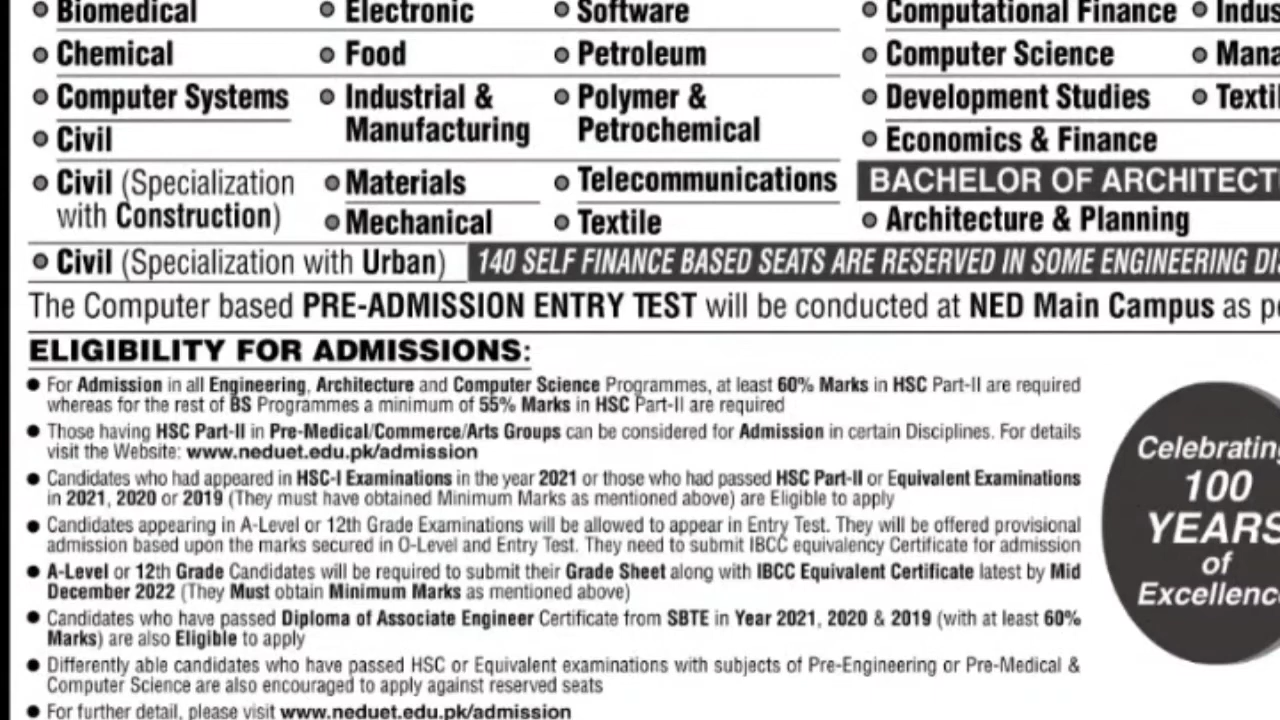 Biomedical Electronic Software Computational Finance
Chemical Food Petroleum Computer Science
Computer Systems Industrial & Manufacturing Polymer & Petrochemical Development Studies
Civil Economics & Finance
Civil (Specialization with Construction) Materials Telecommunications BACHELOR OF
Mechanical Textile Architecture & Planning
Civil (Specialization with Urban) 140 SELF FINANCE BASED SEATS ARE RESERVED IN SOME ENGINEERING
The Computer based PRE-ADMISSION ENTRY TEST will be conducted at NED Main Campus as
ELIGIBILITY FOR ADMISSIONS:
For Admission in all Engineering, Architecture and Computer Science Programmes, at least 60% Marks in HSC Part-II are required
whereas for the rest of BS Programmes a minimum of 55% Marks in HSC Part-II are required
Those having HSC Part-II in Pre-Medical/Commerce/Arts Groups can be considered for Admission in certain Disciplines. For details
visit the Website: www.neduet.edu.pk/admission
Candidates who had appeared in HSC-I Examinations in the year 2021 or those who had passed HSC Part-II or Equivalent Examinations
in 2021, 2020 or 2019 (They must have obtained Minimum Marks as mentioned above) are Eligible to apply
Candidates appearing in A-Level or 12th Grade Examinations will be allowed to appear in Entry Test. They will be offered provisional
admission based upon the marks secured in O-Level and Entry Test. They need to submit IBCC equivalency Certificate for admission
A-Level or 12th Grade Candidates will be required to submit their Grade Sheet along with IBCC Equivalent Certificate latest by Mid
December 2022 (They Must obtain Minimum Marks as mentioned above)
Candidates who have passed Diploma of Associate Engineer Certificate from SBTE in Year 2021, 2020 & 2019 (with at least 60%
Marks) are also Eligible to apply
Differently able candidates who have passed HSC or Equivalent examinations with subjects of Pre-Engineering or Pre-Medical &
Computer Science are also encouraged to apply against reserved seats
For further detail, please visit www.neduet.edu.pk/admission
Celebrating
100
YEARS
of
Excellence